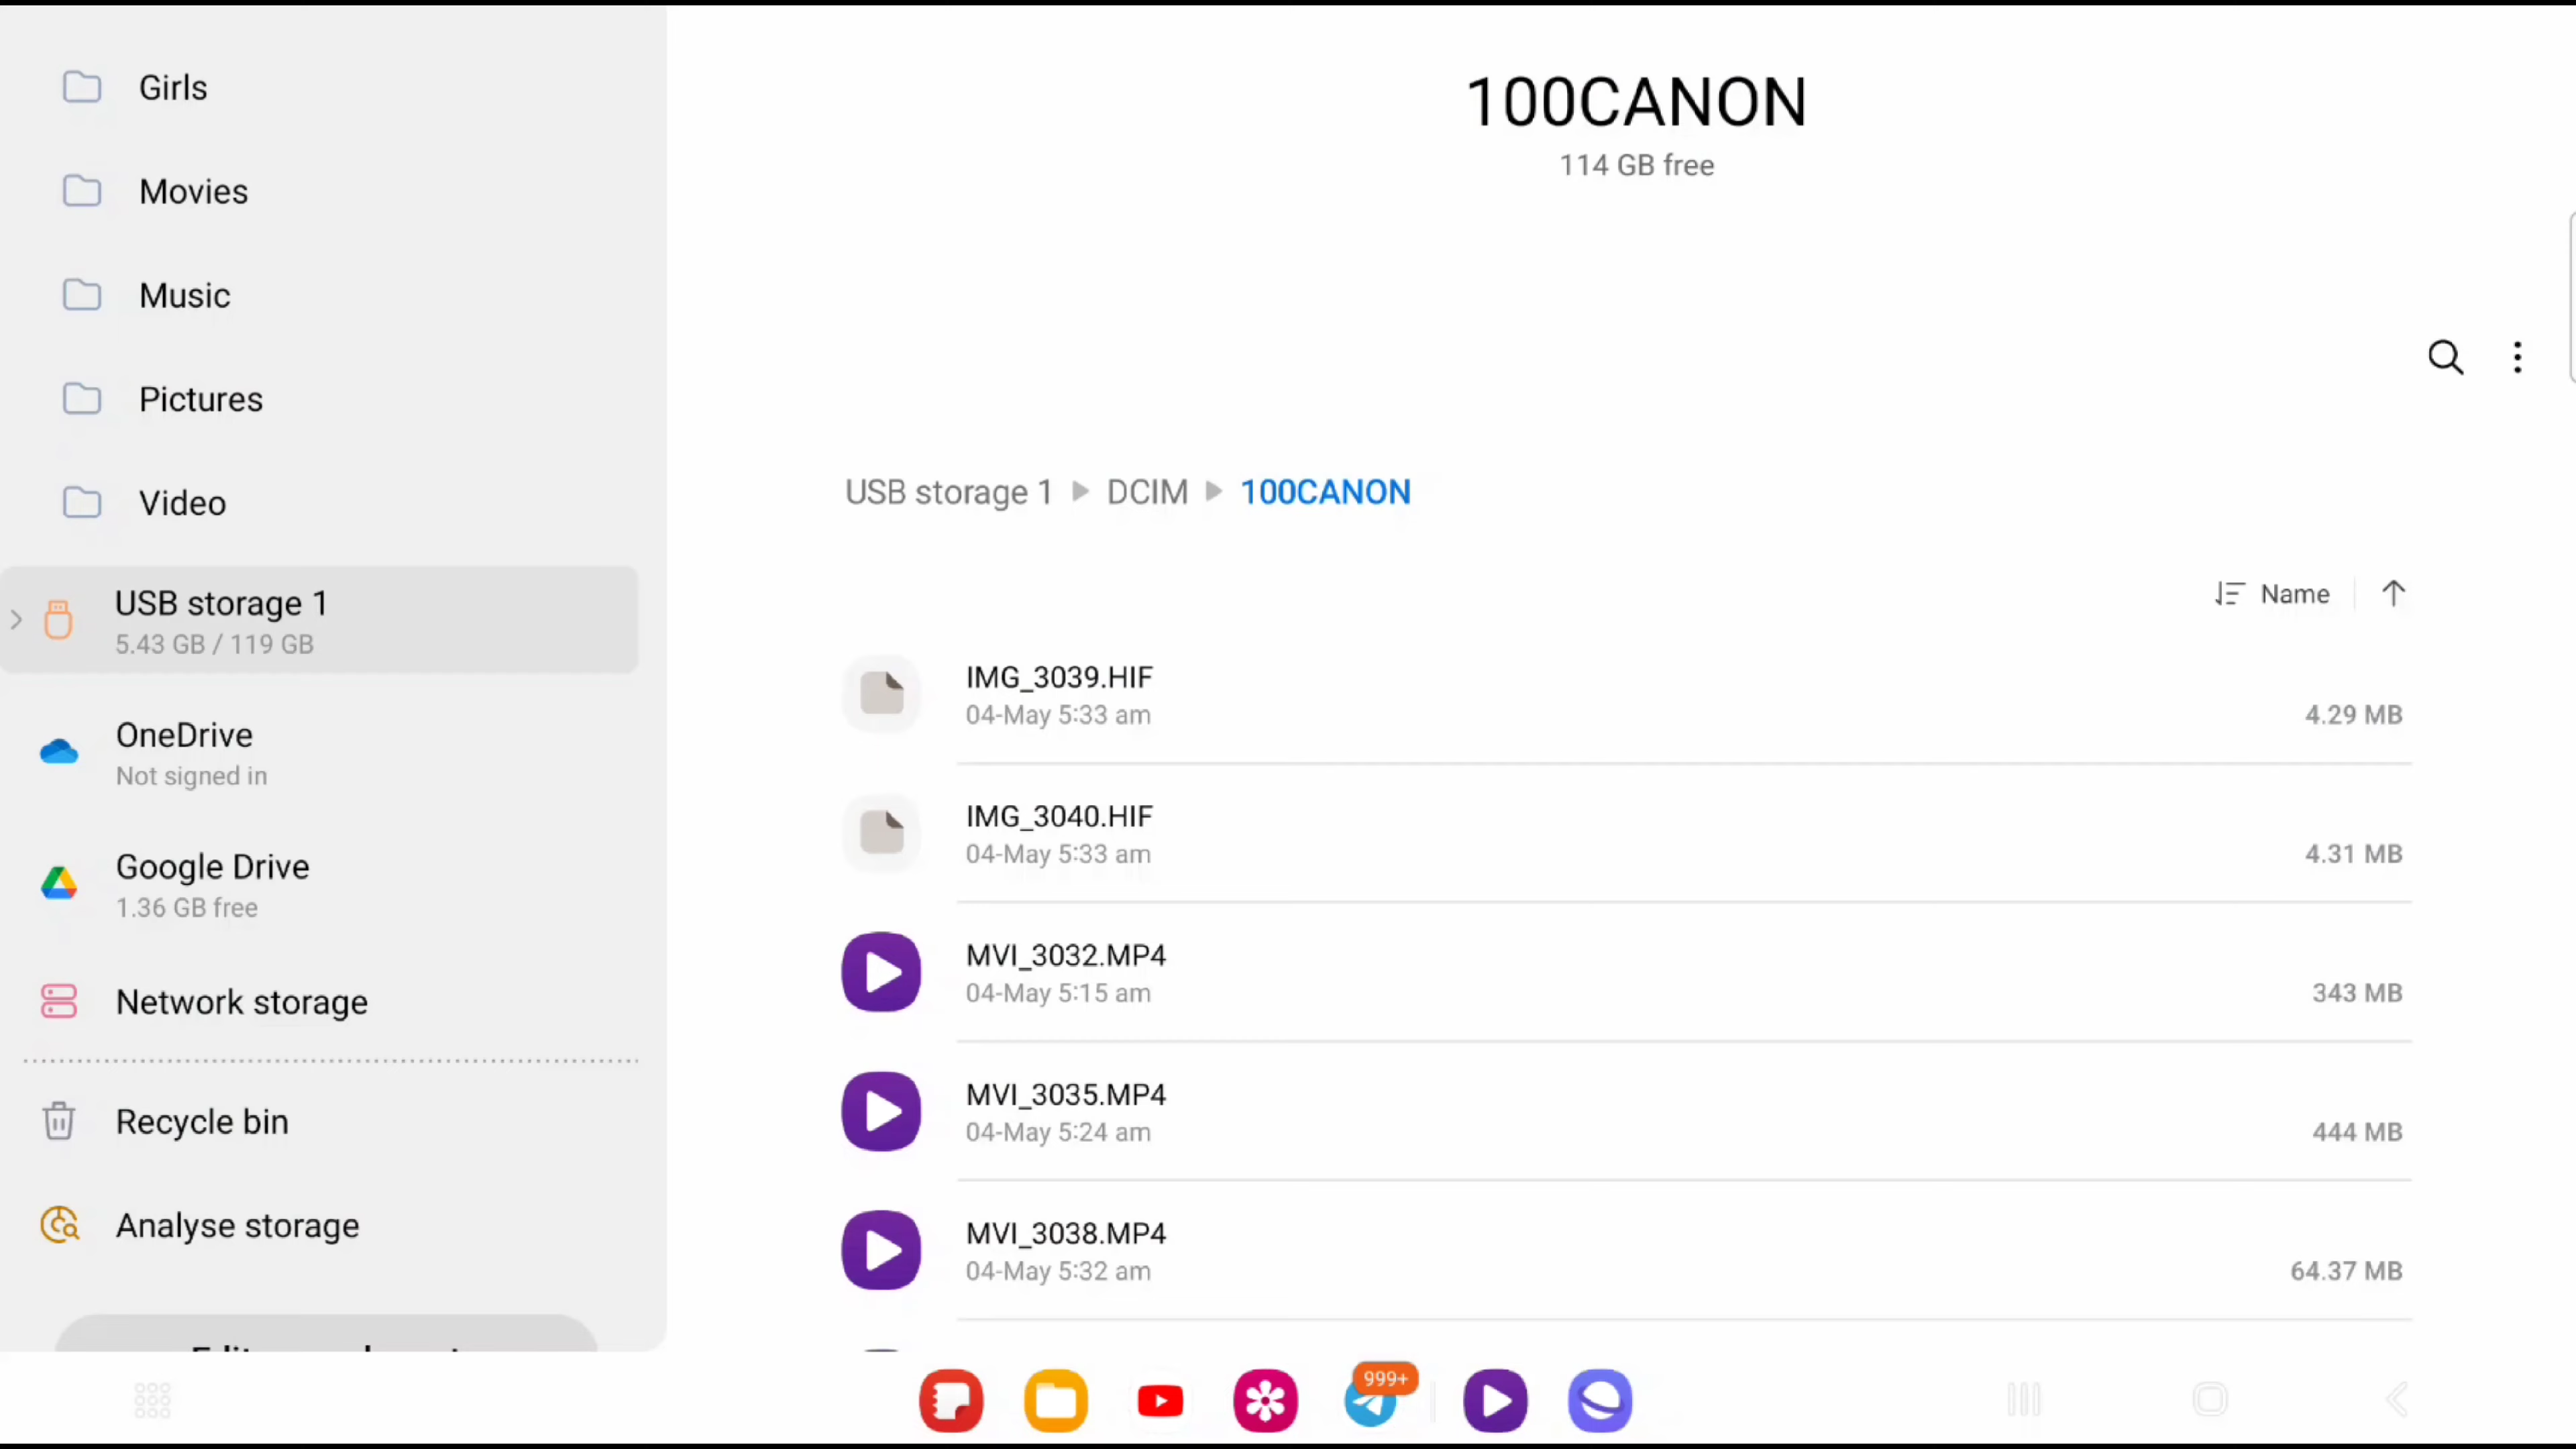 Girls
Movies
Music
Pictures
Video
USB storage 1
5.43 GB / 119 GB
OneDrive
Not signed in
Google Drive
1.36 GB free
Network storage
Recycle bin
Analyse storage
100CANON
114 GB free
USB storage 1 DCIM 100CANON
Name
IMG_3039.HIF
04-May 5:33 am
4.29 MB
IMG_3040.HIF
04-May 5:33 am
4.31 MB
MVI_3032.MP4
04-May 5:15 am
343 MB
MVI_3035.MP4
04-May 5:24 am
444 MB
MVI_3038.MP4
04-May 5:32 am
64.37 MB
999+